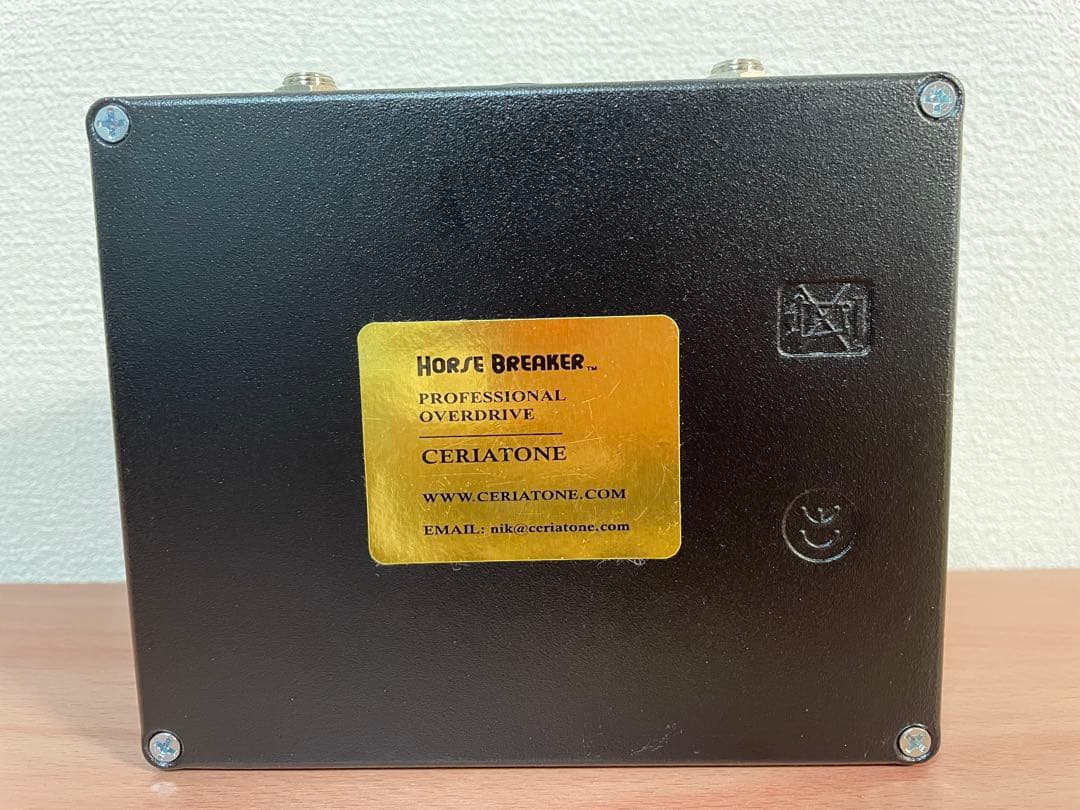 HORSE BREAKER™
PROFESSIONAL
OVERDRIVE
CERIATONE
WWW.CERIATONE.COM
EMAIL: nik@ceriatone.com